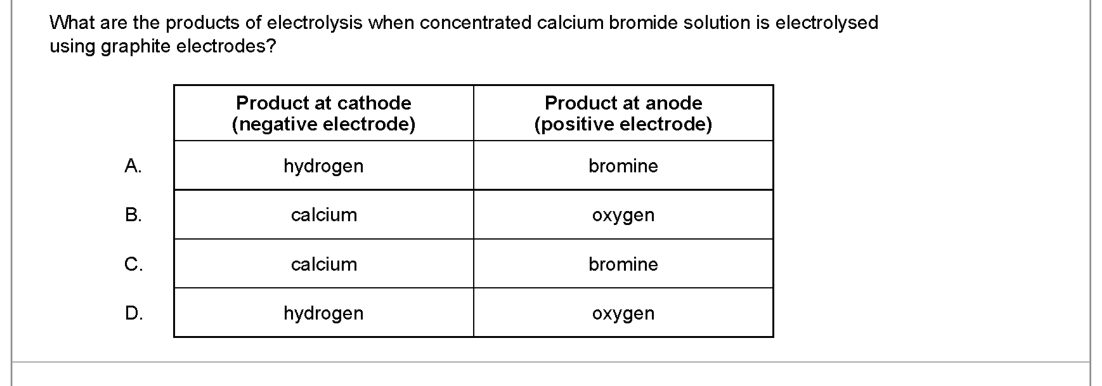 What are the products of electrolysis when concentrated calcium bromide solution is electrolysed
using graphite electrodes?
Product at cathode
(negative electrode)
Product at anode
(positive electrode)
A. hydrogen bromine
B. calcium oxygen
C. calcium bromine
D. hydrogen oxygen